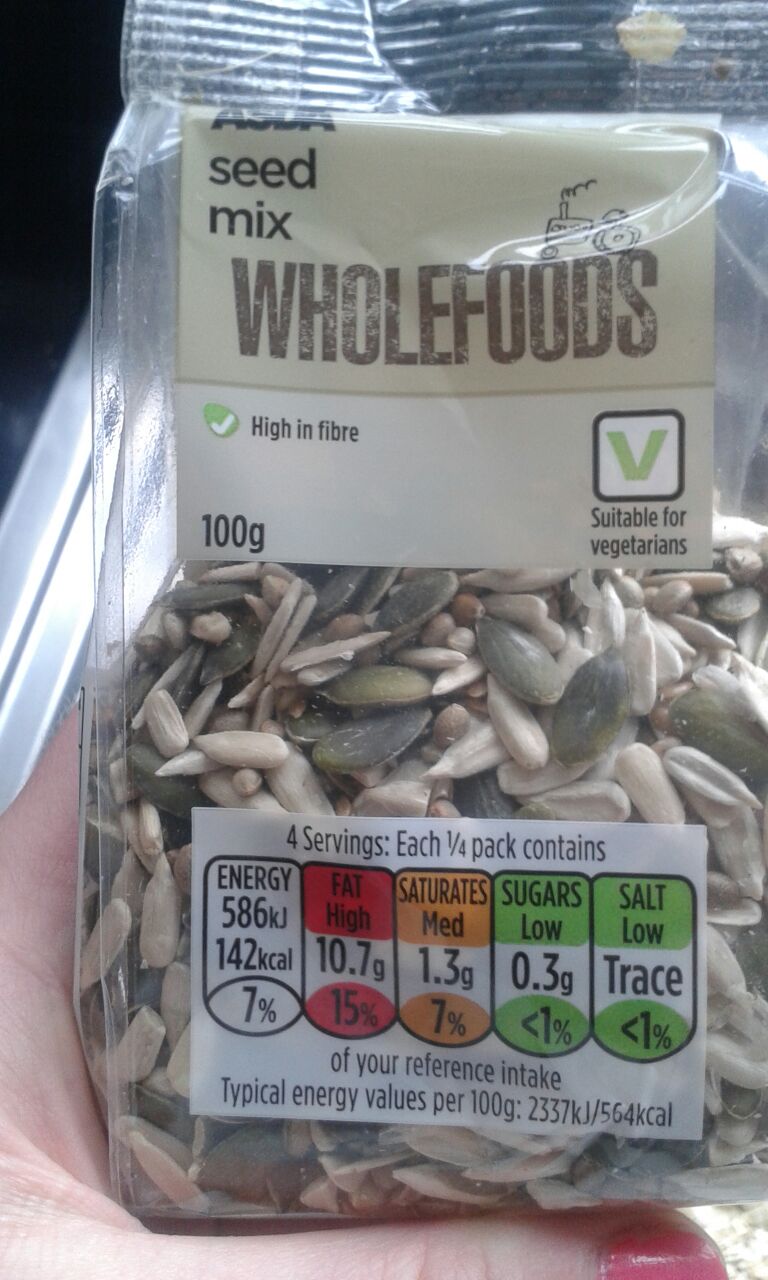 ASDA
seed
mix
WHOLEFOODS
High in fibre
V
Suitable for
vegetarians
100g
4 Servings: Each 1/4 pack contains
ENERGY FAT SATURATES SUGARS SALT
High Med Low Low
586kJ
142kcal 10.7g 1.3g 0.3g Trace
7% 15% 7% <1% <1%
of your reference intake
Typical energy values per 100g: 2337kJ/564kcal